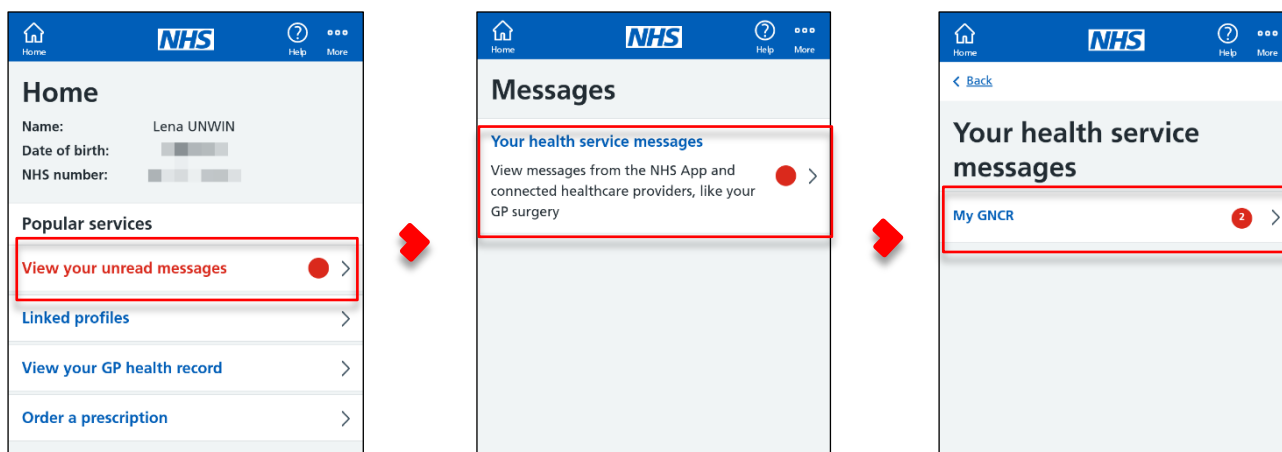 Home
NHS
Help
More
Home
Name: Lena UNWIN
Date of birth:
NHS number:
Popular services
View your unread messages
Linked profiles
View your GP health record
Order a prescription
Home
NHS
Help
More
Messages
Your health service messages
View messages from the NHS App and
connected healthcare providers, like your
GP surgery
Home
NHS
Help
More
Back
Your health service
messages
My GNCR
2